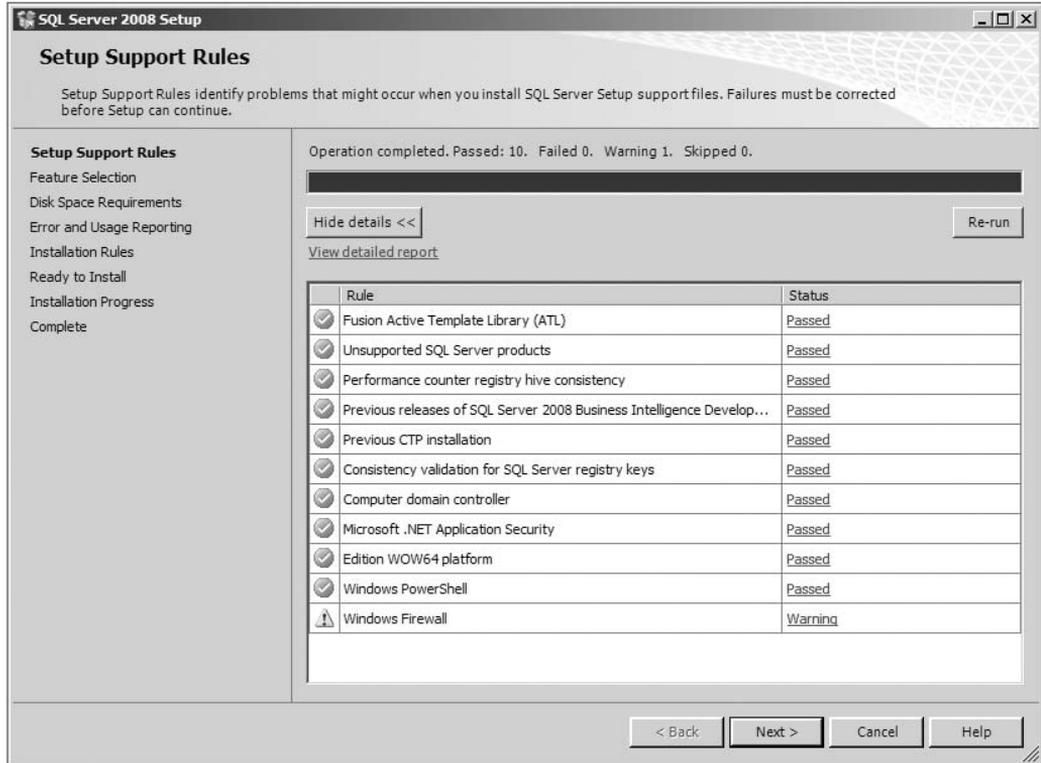 SQL Server 2008 Setup
Setup Support Rules
Setup Support Rules identify problems that might occur when you install SQL Server Setup support files. Failures must be corrected
before Setup can continue.
Setup Support Rules
Feature Selection
Disk Space Requirements
Error and Usage Reporting
Installation Rules
Ready to Install
Installation Progress
Complete
Operation completed. Passed: 10. Failed 0. Warning 1. Skipped 0.
Hide details <<
Re-run
View detailed report
Rule Status
Fusion Active Template Library (ATL) Passed
Unsupported SQL Server products Passed
Performance counter registry hive consistency Passed
Previous releases of SQL Server 2008 Business Intelligence Develop... Passed
Previous CTP installation Passed
Consistency validation for SQL Server registry keys Passed
Computer domain controller Passed
Microsoft .NET Application Security Passed
Edition WOW64 platform Passed
Windows PowerShell Passed
Windows Firewall Warning
< Back Next > Cancel Help